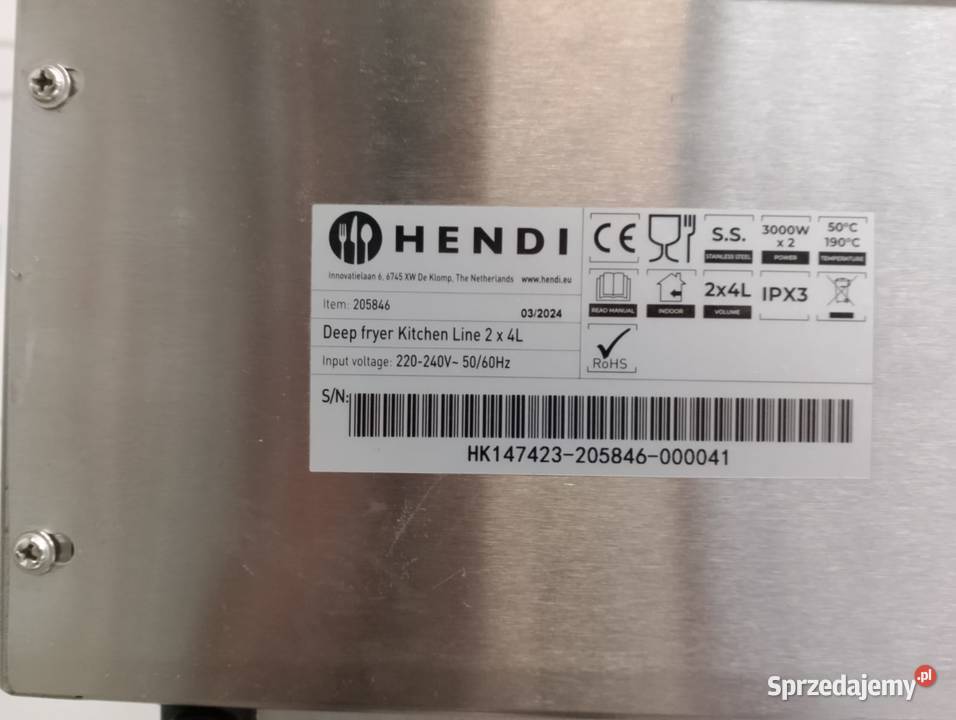 HENDI
Innovatielaan 6, 6745 XW De Klomp, The Netherlands www.hendi.eu
Item: 205846
03/2024
Deep fryer Kitchen Line 2 x 4L
Input voltage: 220-240V~ 50/60Hz
CE
S.S.
STAINLESS STEEL
3000W
x 2
POWER
50°C
190°C
TEMPERATURE
READ MANUAL
INDOOR
2x4L
VOLUME
IPX3
RoHS
S/N:
HK147423-205846-000041
Sprzedajemy.pl